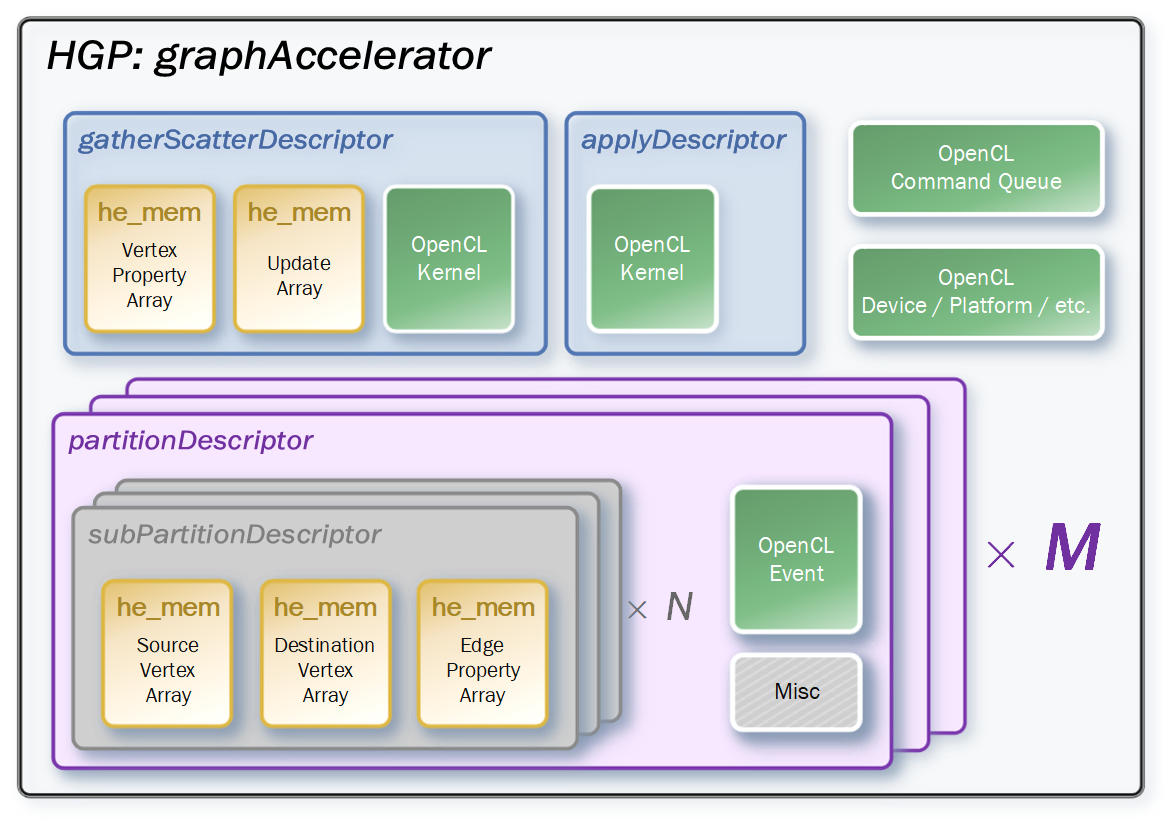 HGP: graphAccelerator
gatherScatterDescriptor
he_mem
Vertex
Property
Array
he_mem
Update
Array
OpenCL
Kernel
applyDescriptor
OpenCL
Kernel
OpenCL
Command Queue
OpenCL
Device / Platform / etc.
partitionDescriptor
subPartitionDescriptor
he_mem
Source
Vertex
Array
he_mem
Destination
Vertex
Array
he_mem
Edge
Property
Array
× N
OpenCL
Event
Misc
× M